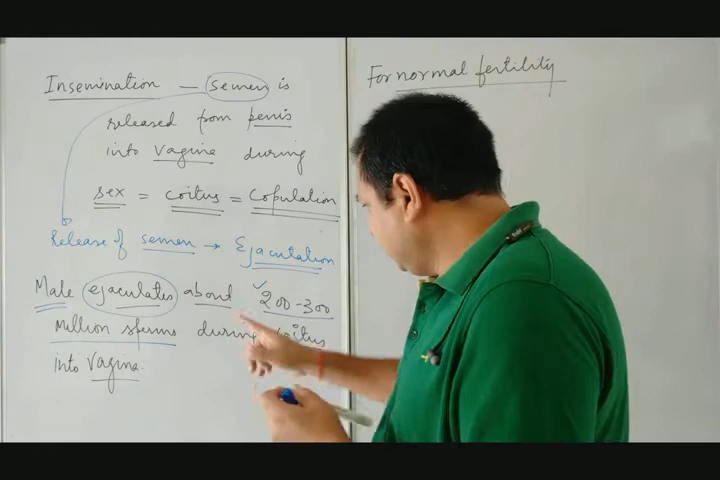 Insemination — semen is
released from penis
into vagina during
sex = coitus = Copulation
Release of semen → Ejaculation
Male ejaculates about 200-300
Million sperms during coitus
into vagina.
For normal fertility